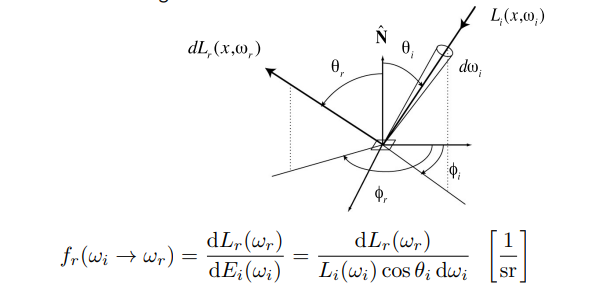 L_i(x,ω_i)
N̂
dL_r(x,ω_r)
θ_r
θ_i
dω_i
ϕ_i
ϕ_r
f_r(ω_i → ω_r) = dL_r(ω_r) / dE_i(ω_i) = dL_r(ω_r) / L_i(ω_i) cos θ_i dω_i [1/sr]